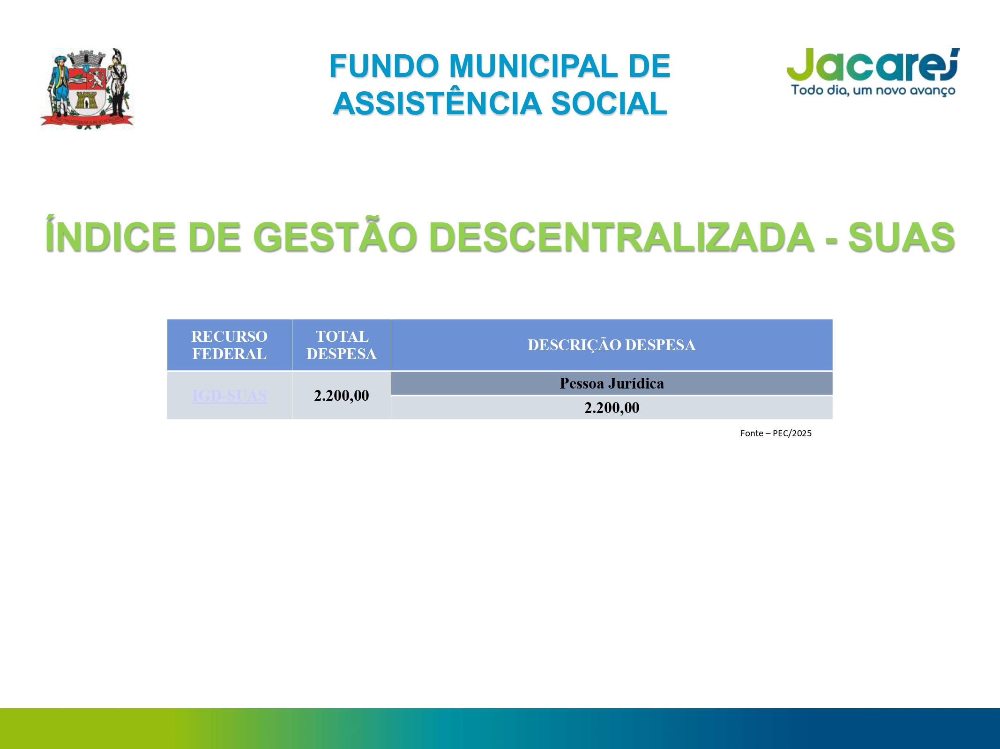 FUNDO MUNICIPAL DE
ASSISTÊNCIA SOCIAL
Jacareí
Todo dia, um novo avanço
ÍNDICE DE GESTÃO DESCENTRALIZADA - SUAS
RECURSO
FEDERAL
TOTAL
DESPESA
DESCRIÇÃO DESPESA
IGD-SUAS
2.200,00
Pessoa Jurídica
2.200,00
Fonte – PEC/2025